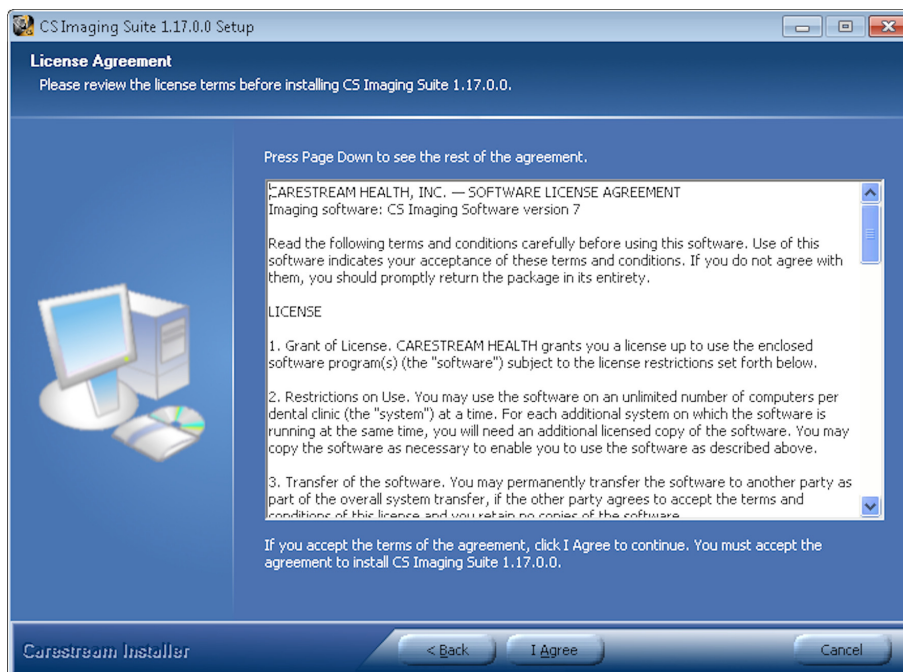 CS Imaging Suite 1.17.0.0 Setup
License Agreement
Please review the license terms before installing CS Imaging Suite 1.17.0.0.
Press Page Down to see the rest of the agreement.
CARESTREAM HEALTH, INC. — SOFTWARE LICENSE AGREEMENT
Imaging software: CS Imaging Software version 7
Read the following terms and conditions carefully before using this software. Use of this
software indicates your acceptance of these terms and conditions. If you do not agree with
them, you should promptly return the package in its entirety.
LICENSE
1. Grant of License. CARESTREAM HEALTH grants you a license up to use the enclosed
software program(s) (the "software") subject to the license restrictions set forth below.
2. Restrictions on Use. You may use the software on an unlimited number of computers per
dental clinic (the "system") at a time. For each additional system on which the software is
running at the same time, you will need an additional licensed copy of the software. You may
copy the software as necessary to enable you to use the software as described above.
3. Transfer of the software. You may permanently transfer the software to another party as
part of the overall system transfer, if the other party agrees to accept the terms and
conditions of this license and you retain no copies of the software.
If you accept the terms of the agreement, click I Agree to continue. You must accept the
agreement to install CS Imaging Suite 1.17.0.0.
Carestream Installer
< Back
I Agree
Cancel